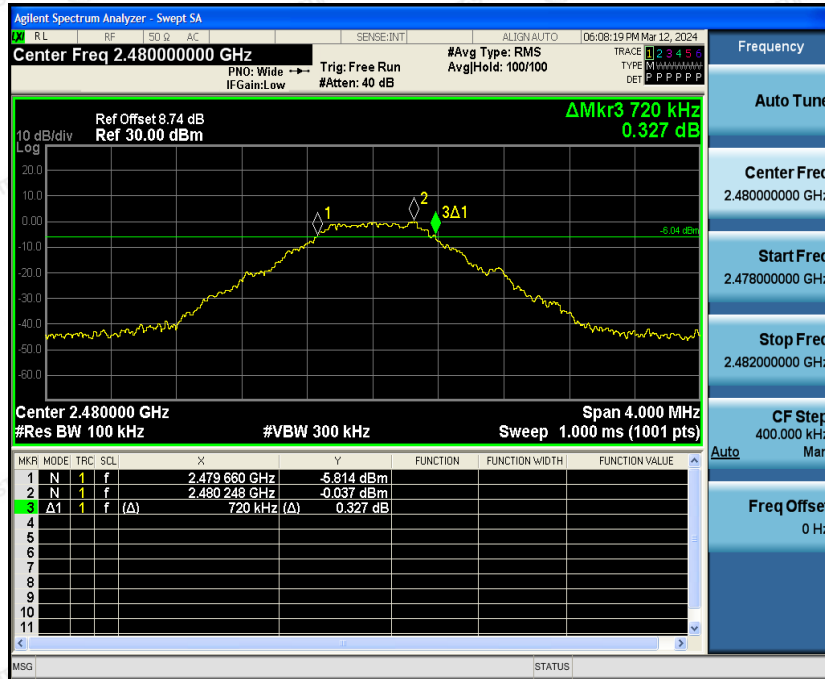 Agilent Spectrum Analyzer - Swept SA
LXI RL RF 50 Ω AC SENSE:INT ALIGN AUTO 06:08:19 PM Mar 12, 2024
Center Freq 2.480000000 GHz
PNO: Wide
IFGain:Low
Trig: Free Run
#Atten: 40 dB
#Avg Type: RMS
Avg|Hold: 100/100
TRACE 1 2 3 4 5 6
TYPE M
DET P P P P P P
Frequency
Auto Tune
Center Freq
2.480000000 GHz
Start Freq
2.478000000 GHz
Stop Freq
2.482000000 GHz
CF Step
400.000 kHz
Auto Man
Freq Offset
0 Hz
ΔMkr3 720 kHz
0.327 dB
Ref Offset 8.74 dB
10 dB/div Ref 30.00 dBm
Log
20.0
10.0
0.00
-10.0
-20.0
-30.0
-40.0
-50.0
-60.0
1
2
3Δ1
-6.04 dBm
Center 2.480000 GHz Span 4.000 MHz
#Res BW 100 kHz #VBW 300 kHz Sweep 1.000 ms (1001 pts)
MKR MODE TRC SCL X Y FUNCTION FUNCTION WIDTH FUNCTION VALUE
1 N 1 f 2.479 660 GHz -5.814 dBm
2 N 1 f 2.480 248 GHz -0.037 dBm
3 Δ1 1 f (Δ) 720 kHz (Δ) 0.327 dB
4
5
6
7
8
9
10
11
MSG STATUS